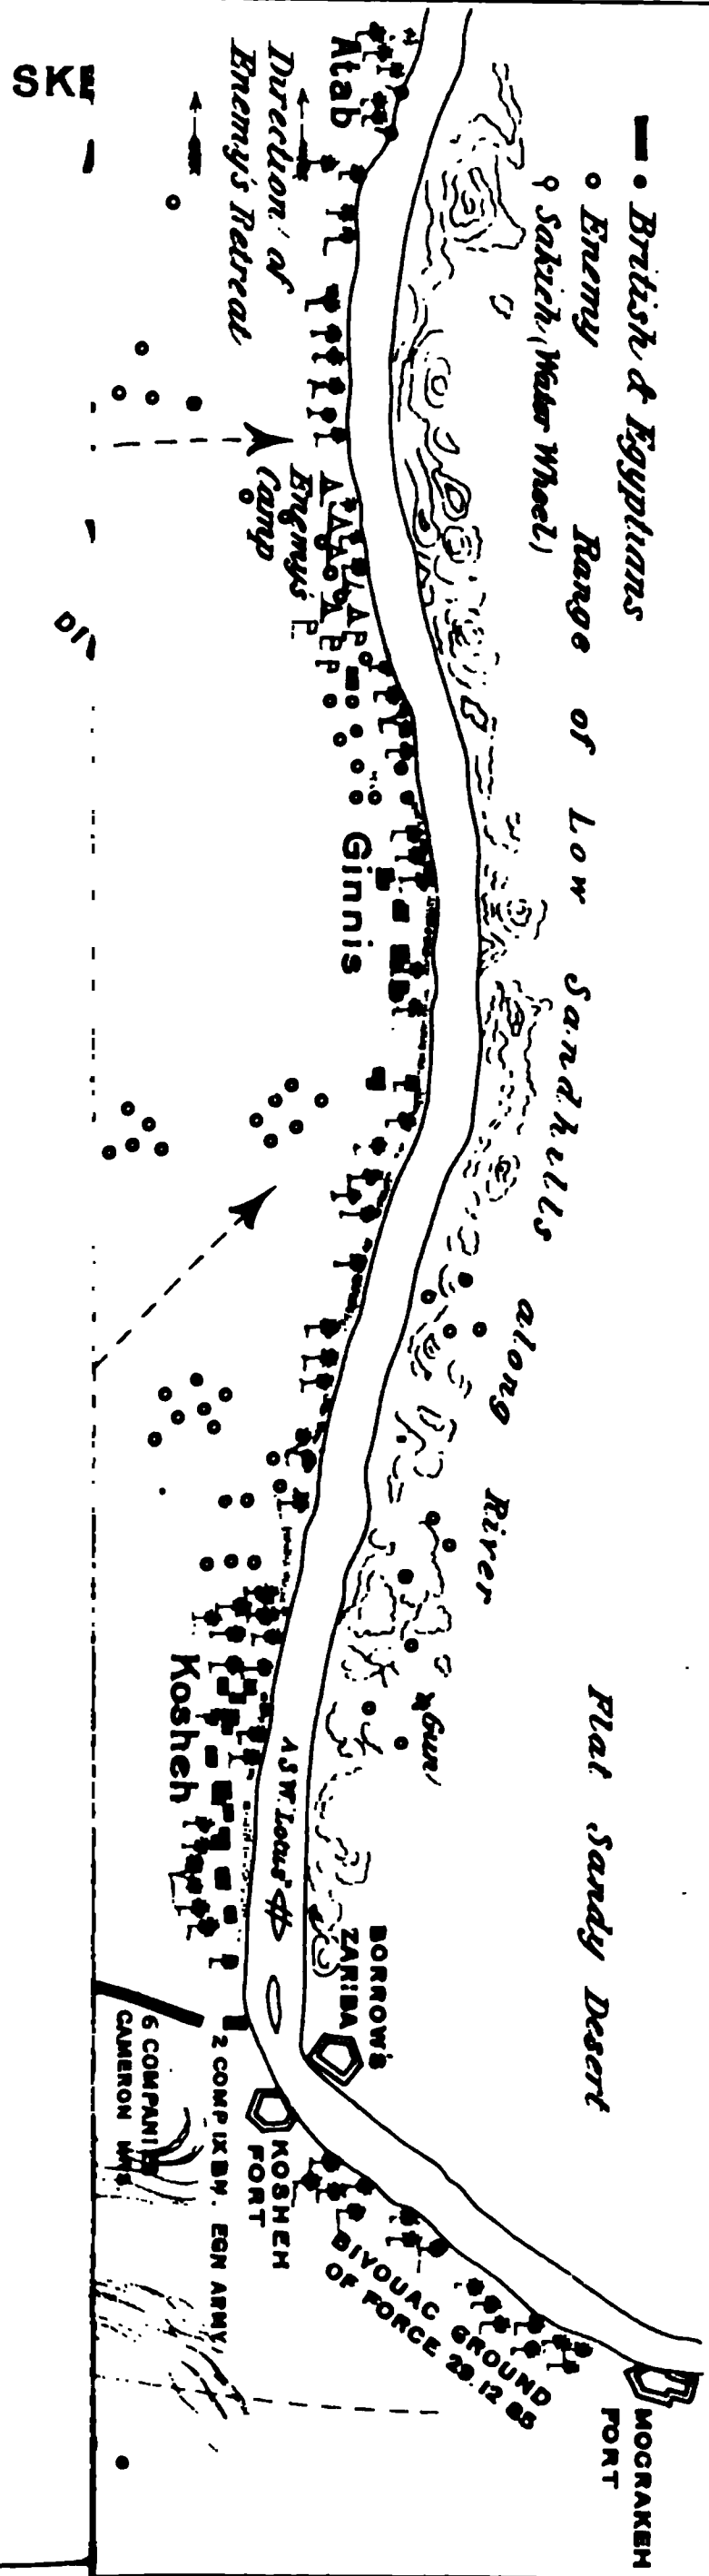 British & Egyptians
Enemy
Sakieh, (Water Wheel)
Range of Low Sandhills along River
Flat Sandy Desert
Atab
Direction of
Enemy's Retreat
Enemy's
Camp
Ginnis
Gun
Kosheh
S.W. Lotus
BORROW'S
ZARIBA
KOSHEH
FORT
MOGRAKEH
FORT
BIVOUAC GROUND
OF FORCE 29.12 85
2 COMP IX BN. EGN ARMY,
6 COMPANIES
CAMERON
SKE
DIV